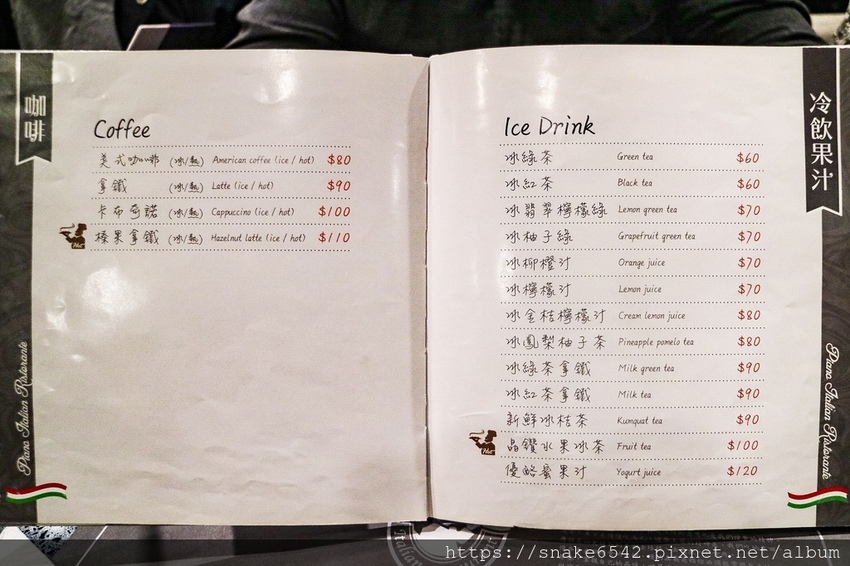 咖啡
Coffee
美式咖啡 (冰/熱) American coffee (ice / hot) $80
拿鐵 (冰/熱) Latte (ice / hot) $90
卡布奇諾 (冰/熱) Cappuccino (ice / hot) $100
Hot 榛果拿鐵 (冰/熱) Hazelnut latte (ice / hot) $110
Piano Italian Ristorante
冷飲果汁
Ice Drink
冰綠茶 Green tea $60
冰紅茶 Black tea $60
冰翡翠檸檬綠 Lemon green tea $70
冰柚子綠 Grapefruit green tea $70
冰柳橙汁 Orange juice $70
冰檸檬汁 Lemon juice $70
冰金桔檸檬汁 Cream lemon juice $80
冰鳳梨柚子茶 Pineapple pomelo tea $80
冰綠茶拿鐵 Milk green tea $90
冰紅茶拿鐵 Milk tea $90
新鮮冰桔茶 Kumquat tea $90
Hot 晶鑽水果冰茶 Fruit tea $100
優酪蜜果汁 Yogurt juice $120
Piano Italian Ristorante
Italian
https://snake6542.pixnet.net/album